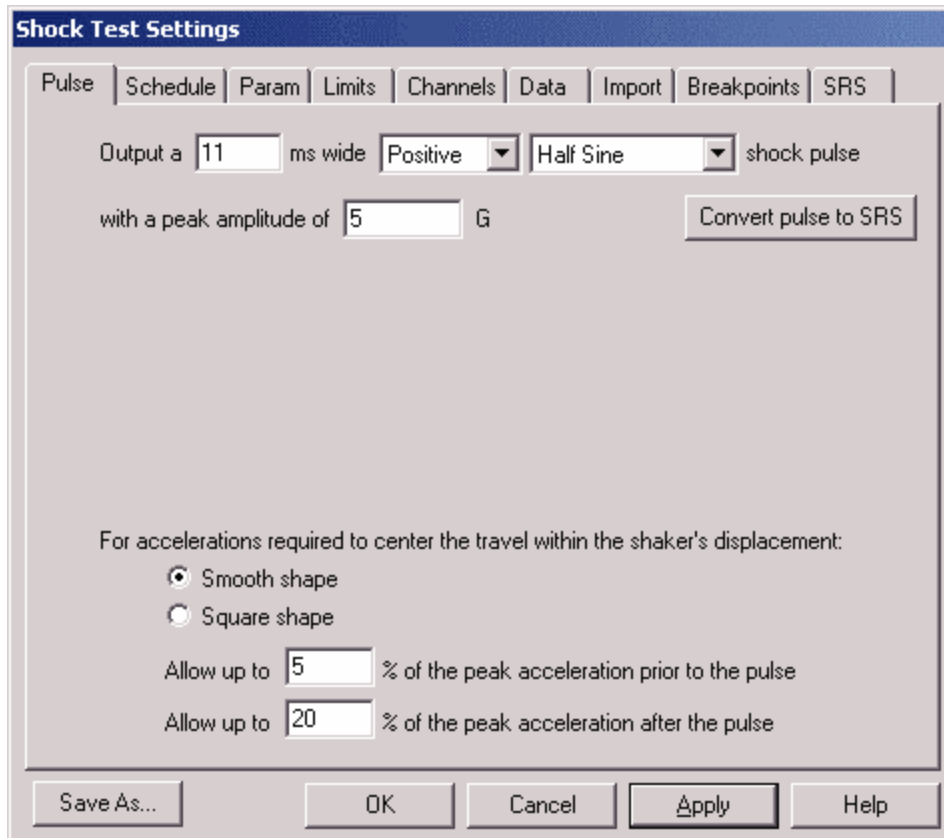 Shock Test Settings
Pulse Schedule Param Limits Channels Data Import Breakpoints SRS
Output a 11 ms wide Positive Half Sine shock pulse
with a peak amplitude of 5 G Convert pulse to SRS
For accelerations required to center the travel within the shaker's displacement:
Smooth shape
Square shape
Allow up to 5 % of the peak acceleration prior to the pulse
Allow up to 20 % of the peak acceleration after the pulse
Save As... OK Cancel Apply Help